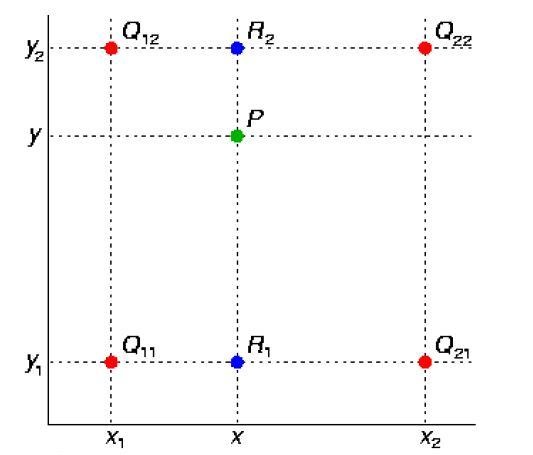 Q₁₂ R₂ Q₂₂
y₂
P
y
Q₁₁ R₁ Q₂₁
y₁
x₁ x x₂